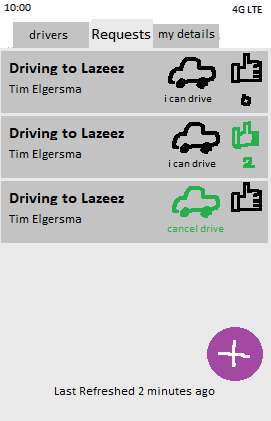 10:00 4G LTE
drivers Requests my details
Driving to Lazeez
Tim Elgersma
i can drive 0
Driving to Lazeez
Tim Elgersma
i can drive 2
Driving to Lazeez
Tim Elgersma
cancel drive
Last Refreshed 2 minutes ago